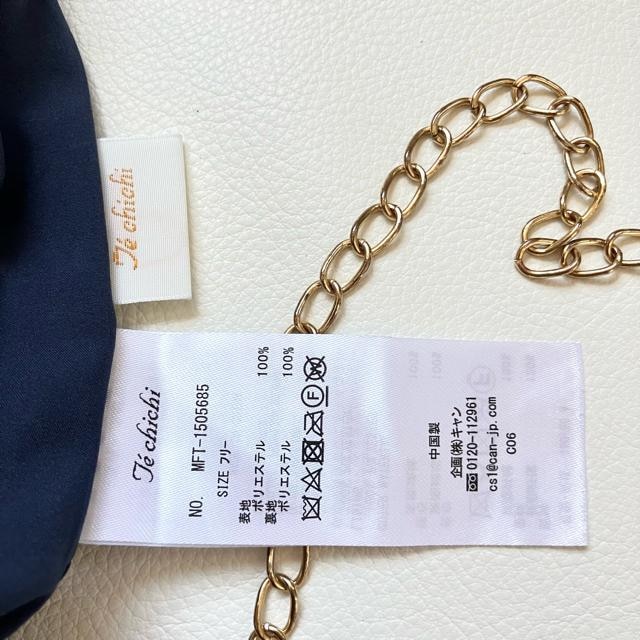 Té chichi
Té chichi
NO. MFT-1505685
SIZE フリー
表地
ポリエステル 100%
裏地
ポリエステル 100%
中国製
企画(株)キャン
0120-112961
cs1@can-jp.com
C06